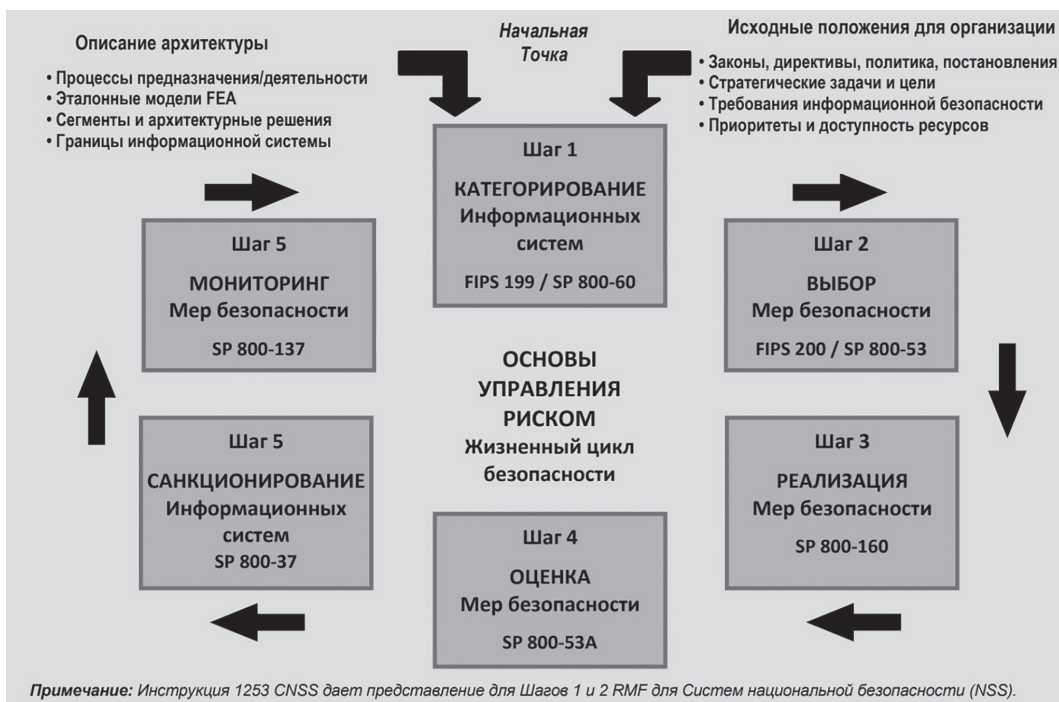 Описание архитектуры
• Процессы предназначения/деятельности
• Эталонные модели FEA
• Сегменты и архитектурные решения
• Границы информационной системы
Начальная
Точка
Исходные положения для организации
• Законы, директивы, политика, постановления
• Стратегические задачи и цели
• Требования информационной безопасности
• Приоритеты и доступность ресурсов
Шаг 1
КАТЕГОРИРОВАНИЕ
Информационных
систем
FIPS 199 / SP 800-60
Шаг 2
ВЫБОР
Мер безопасности
FIPS 200 / SP 800-53
Шаг 3
РЕАЛИЗАЦИЯ
Мер безопасности
SP 800-160
Шаг 4
ОЦЕНКА
Мер безопасности
SP 800-53A
Шаг 5
САНКЦИОНИРОВАНИЕ
Информационных
систем
SP 800-37
Шаг 5
МОНИТОРИНГ
Мер безопасности
SP 800-137
ОСНОВЫ
УПРАВЛЕНИЯ
РИСКОМ
Жизненный цикл
безопасности
Примечание: Инструкция 1253 CNSS дает представление для Шагов 1 и 2 RMF для Систем национальной безопасности (NSS).